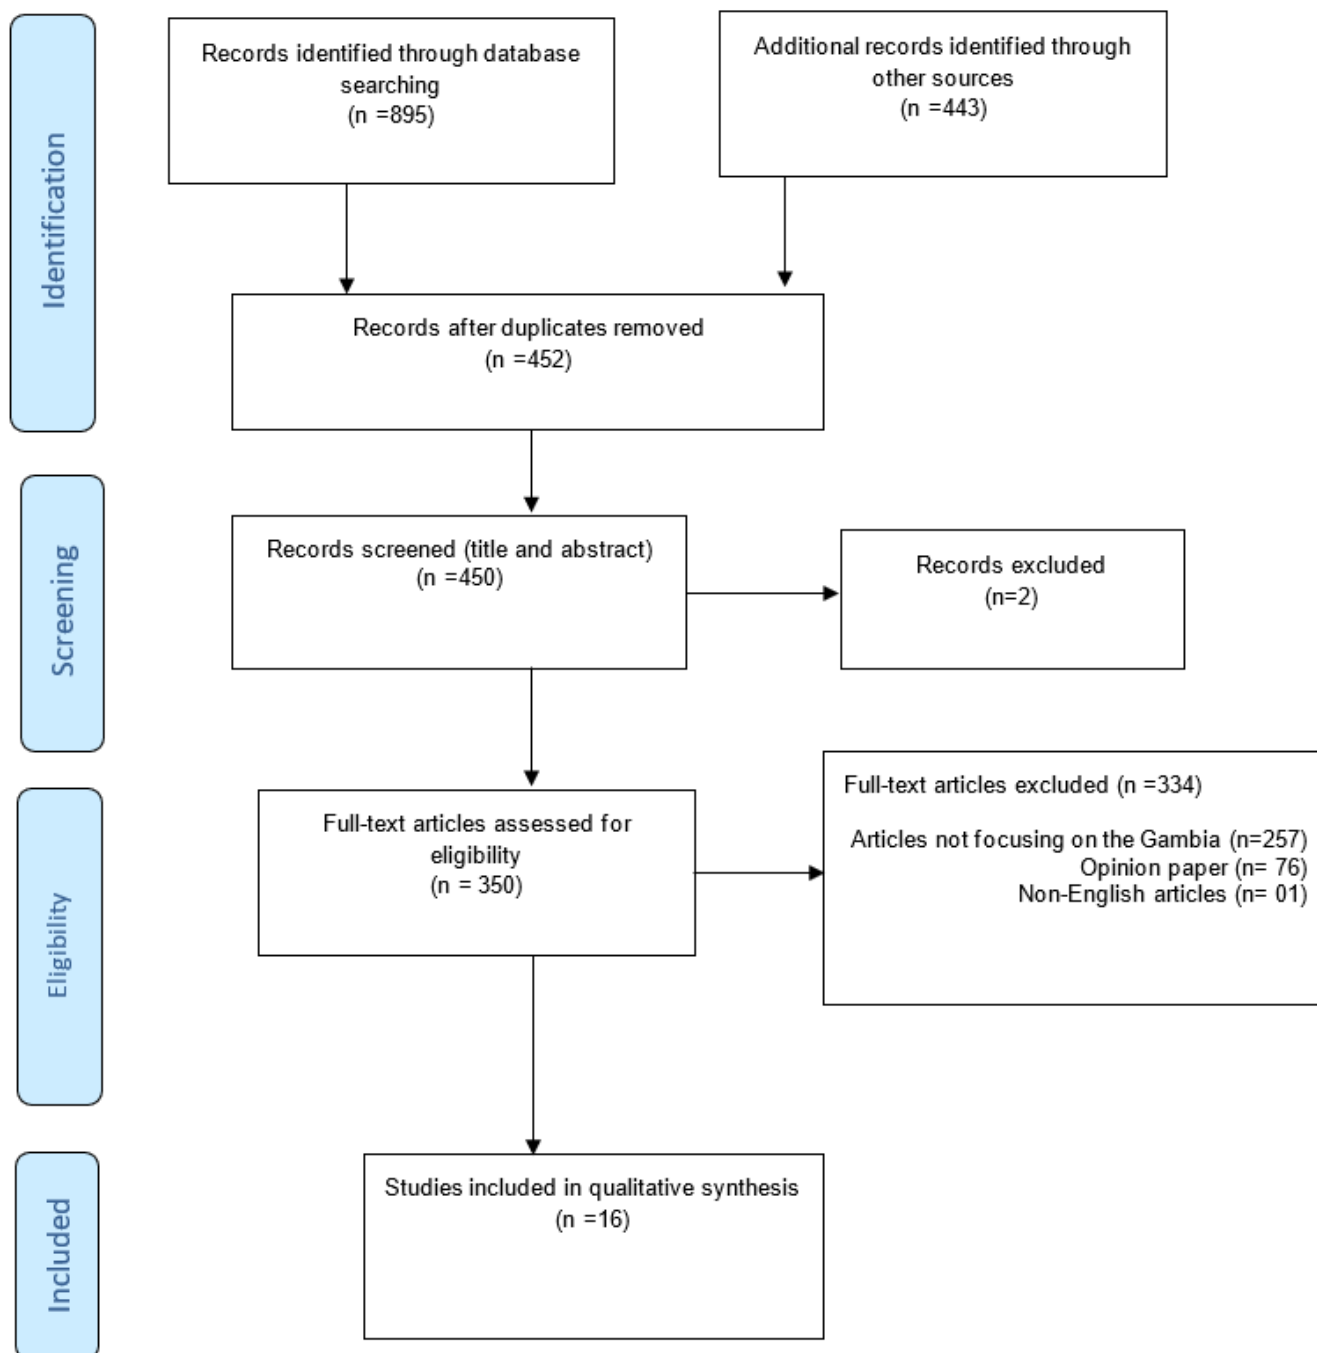 Identification
Records identified through database
searching
(n =895)
Additional records identified through
other sources
(n =443)
Records after duplicates removed
(n =452)
Screening
Records screened (title and abstract)
(n =450)
Records excluded
(n=2)
Eligibility
Full-text articles assessed for
eligibility
(n = 350)
Full-text articles excluded (n =334)
Articles not focusing on the Gambia (n=257)
Opinion paper (n= 76)
Non-English articles (n= 01)
Included
Studies included in qualitative synthesis
(n =16)